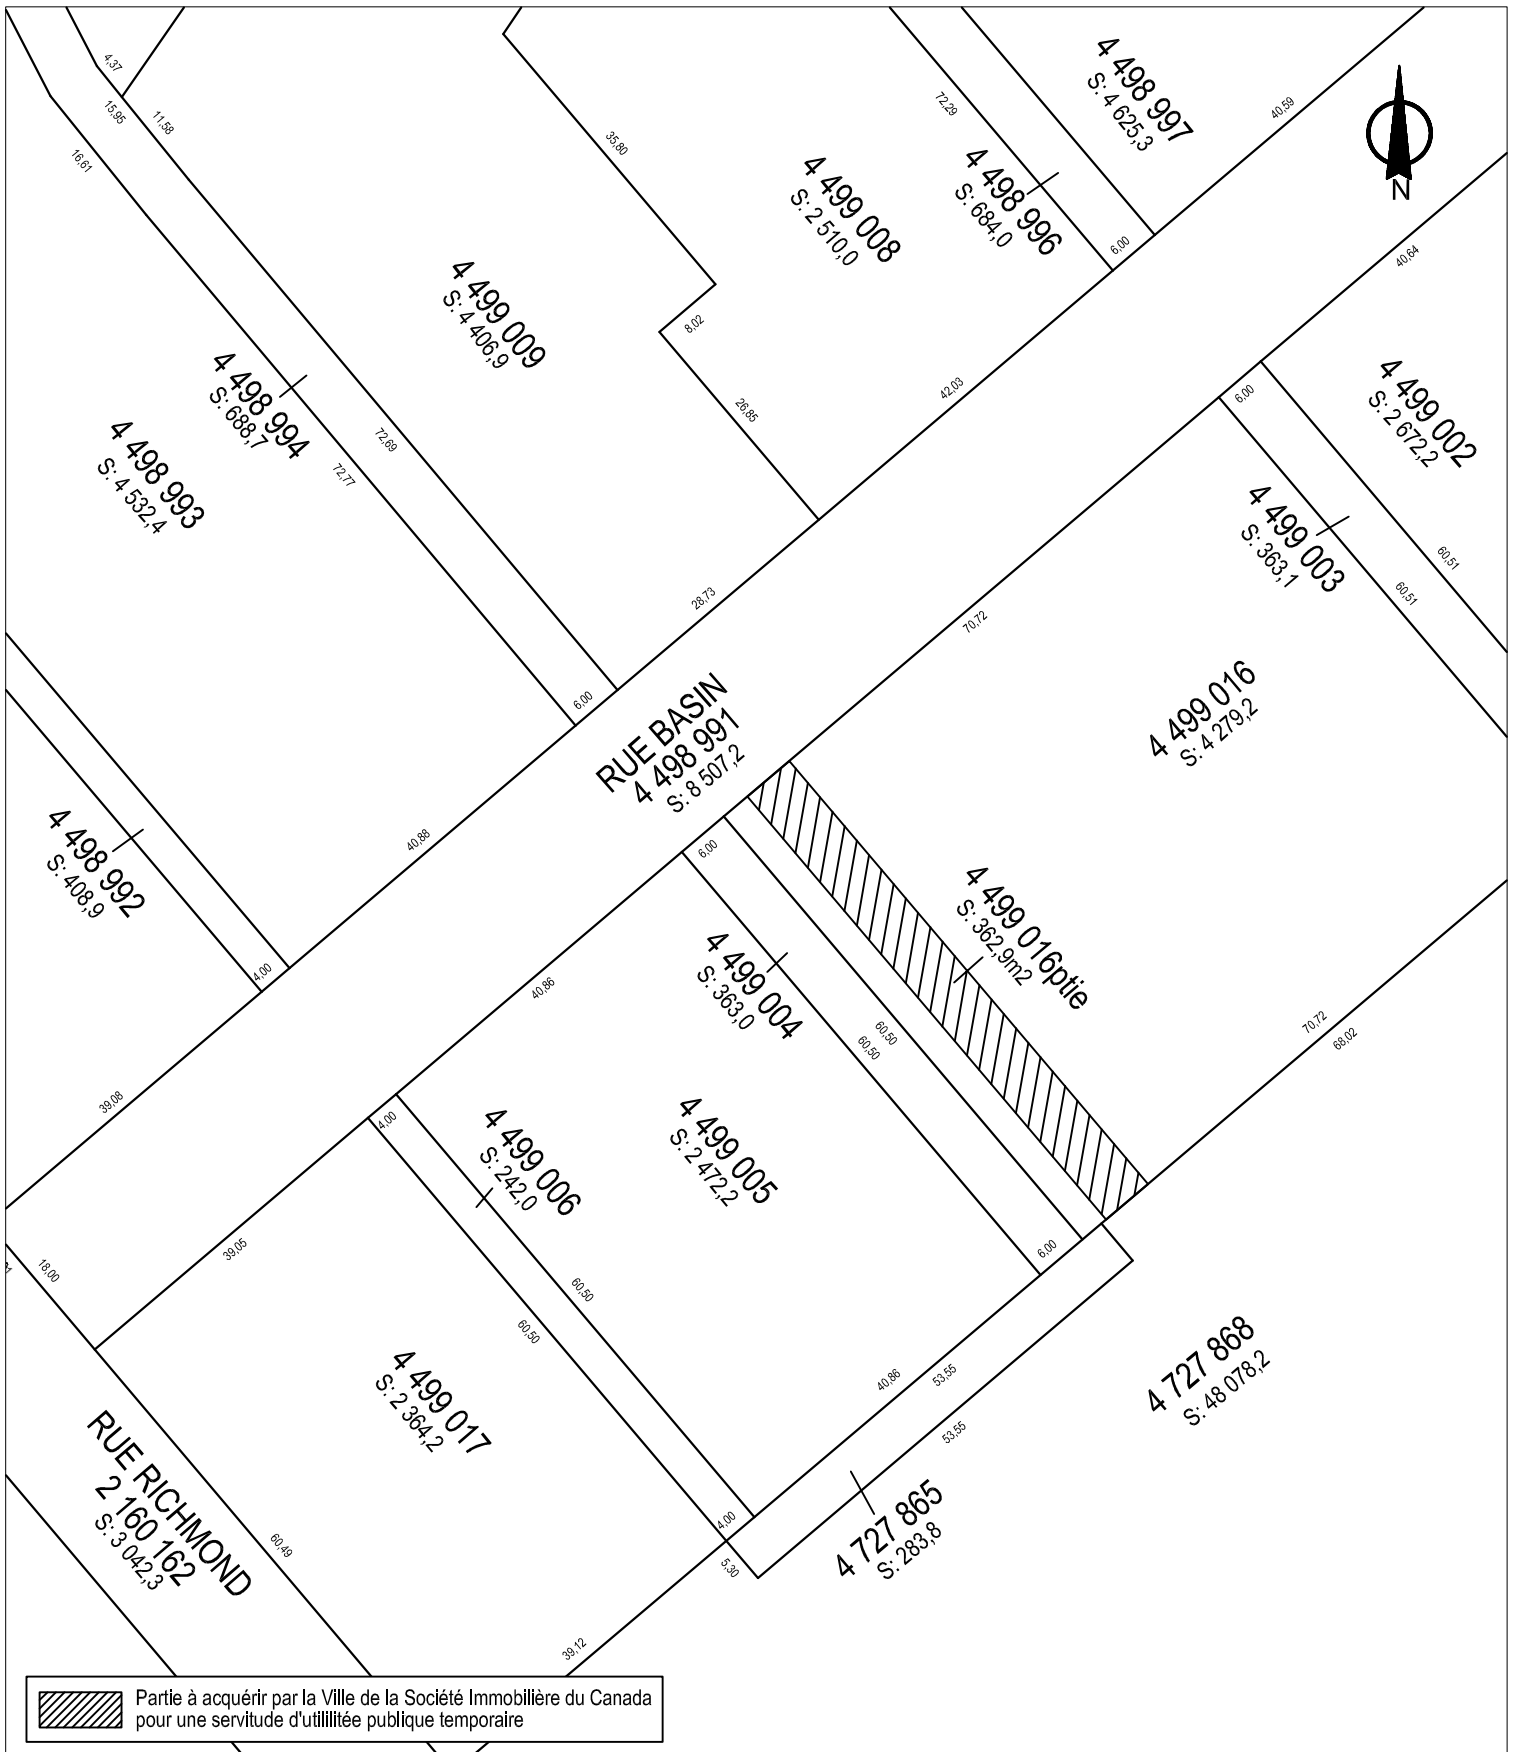 4,37
15,95
11,58
16,61
35,80
72,29
4 498 997
S: 4 625,3
40,59
N
4 499 008
S: 2 510,0
4 498 996
S: 684,0
6,00
40,64
4 499 009
S: 4 406,9
8,02
26,85
42,03
4 498 994
S: 688,7
72,69
72,77
4 498 993
S: 4 532,4
6,00
4 499 002
S: 2 672,2
4 499 003
S: 363,1
60,51
60,51
28,73
70,72
6,00
RUE BASIN
4 498 991
S: 8 507,2
4 499 016
S: 4 279,2
4 498 992
S: 408,9
40,88
4,00
6,00
4 499 016ptie
S: 362,9m2
4 499 004
S: 363,0
60,50
60,50
40,86
70,72
68,02
39,08
4,00
4 499 006
S: 242,0
4 499 005
S: 2 472,2
39,05
18,00
6,00
60,50
60,50
4 499 017
S: 2 364,2
40,86
53,55
53,55
4 727 868
S: 48 078,2
RUE RICHMOND
2 160 162
S: 3 042,3
60,49
4,00
5,30
4 727 865
S: 283,8
39,12
Partie à acquérir par la Ville de la Société Immobilière du Canada
pour une servitude d'utililitée publique temporaire